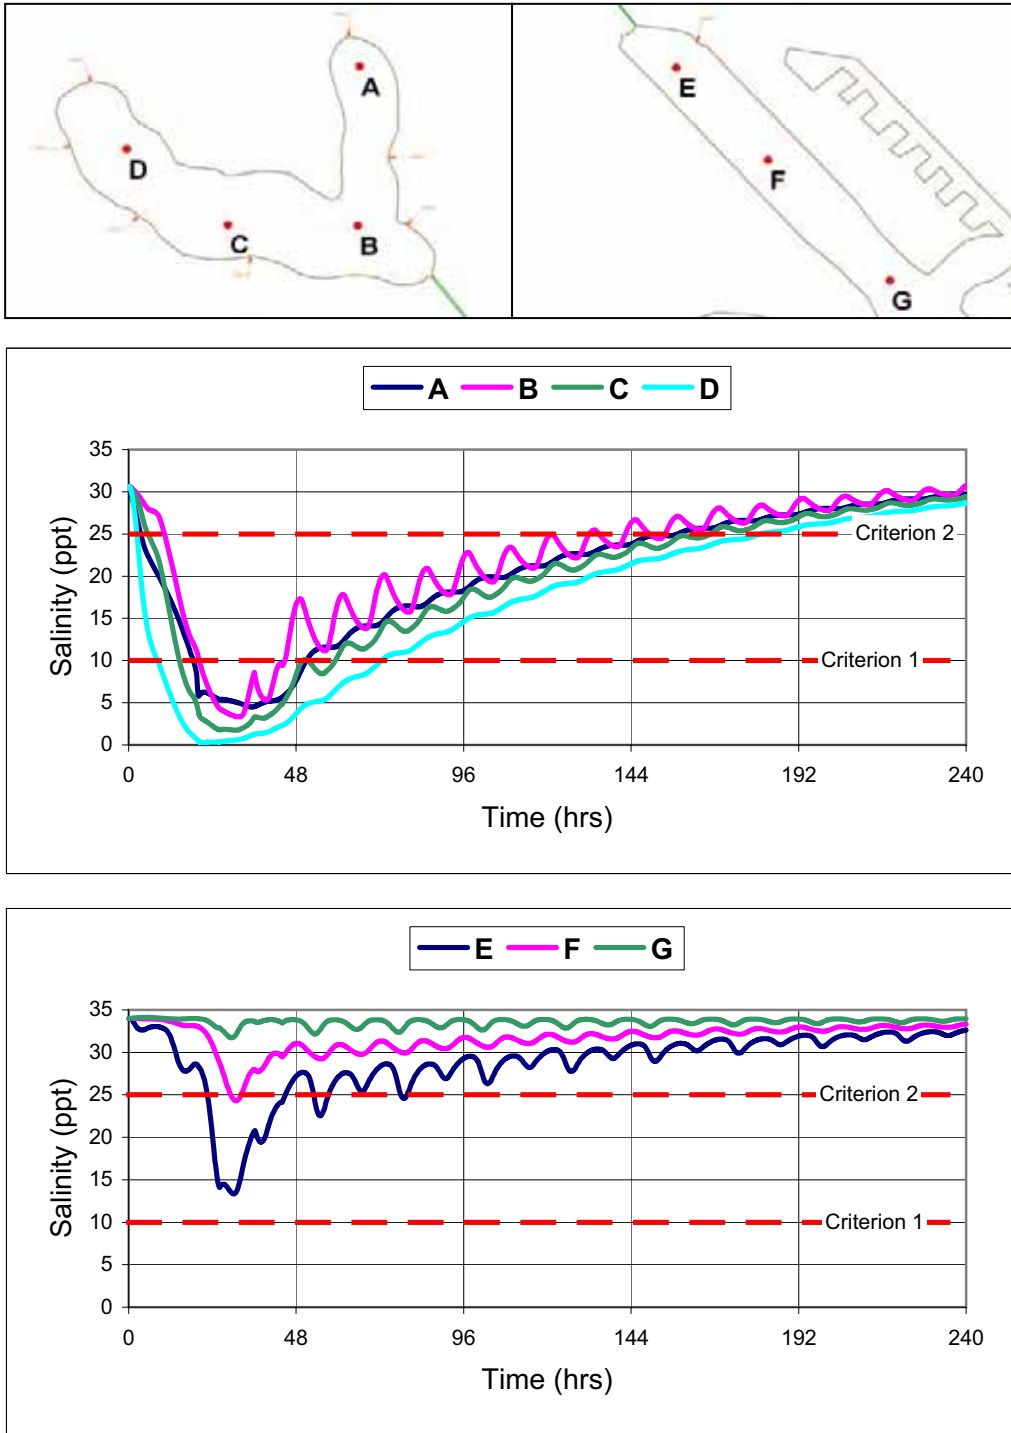 A
D
C
B
E
F
G
A B C D
35
30
25
20
15
10
5
0
Salinity (ppt)
Criterion 2
Criterion 1
0 48 96 144 192 240
Time (hrs)
E F G
35
30
25
20
15
10
5
0
Salinity (ppt)
Criterion 2
Criterion 1
0 48 96 144 192 240
Time (hrs)